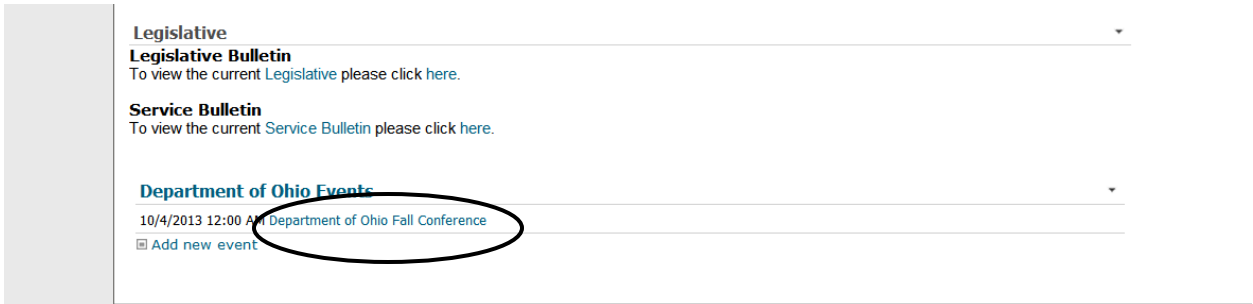 Legislative
Legislative Bulletin
To view the current Legislative please click here.
Service Bulletin
To view the current Service Bulletin please click here.
Department of Ohio Events
10/4/2013 12:00 AM Department of Ohio Fall Conference
Add new event